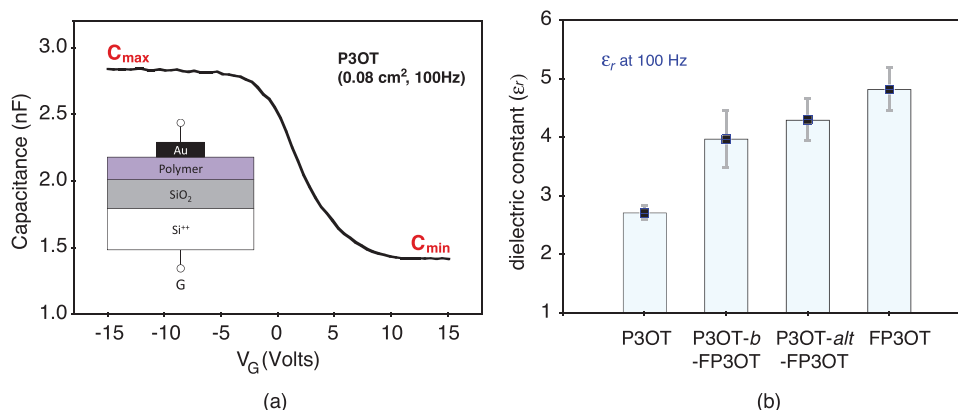 3.0
2.5
2.0
1.5
1.0
Capacitance (nF)
C_max
P3OT
(0.08 cm², 100Hz)
Au
Polymer
SiO₂
Si⁺⁺
G
C_min
-15 -10 -5 0 5 10 15
V_G (Volts)
(a)
6
5
4
3
2
1
dielectric constant (εr)
εr at 100 Hz
P3OT P3OT-b P3OT-alt FP3OT
-FP3OT -FP3OT
(b)